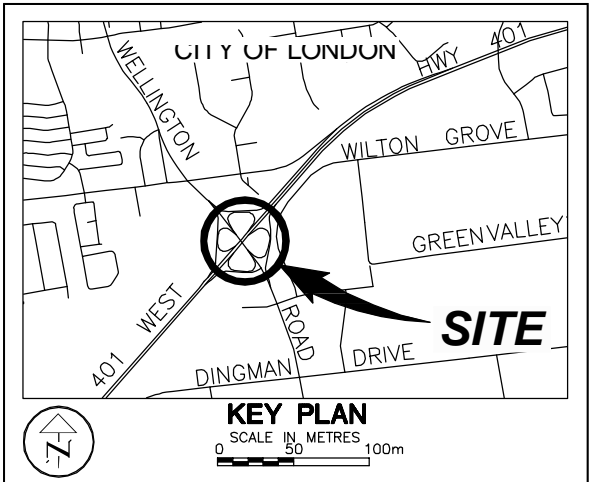 CITY OF LONDON
401
HWY
WELLINGTON
WILTON GROVE
GREENVALLEY
SITE
401 WEST
ROAD
DINGMAN DRIVE
KEY PLAN
SCALE IN METRES
0 50 100m
N